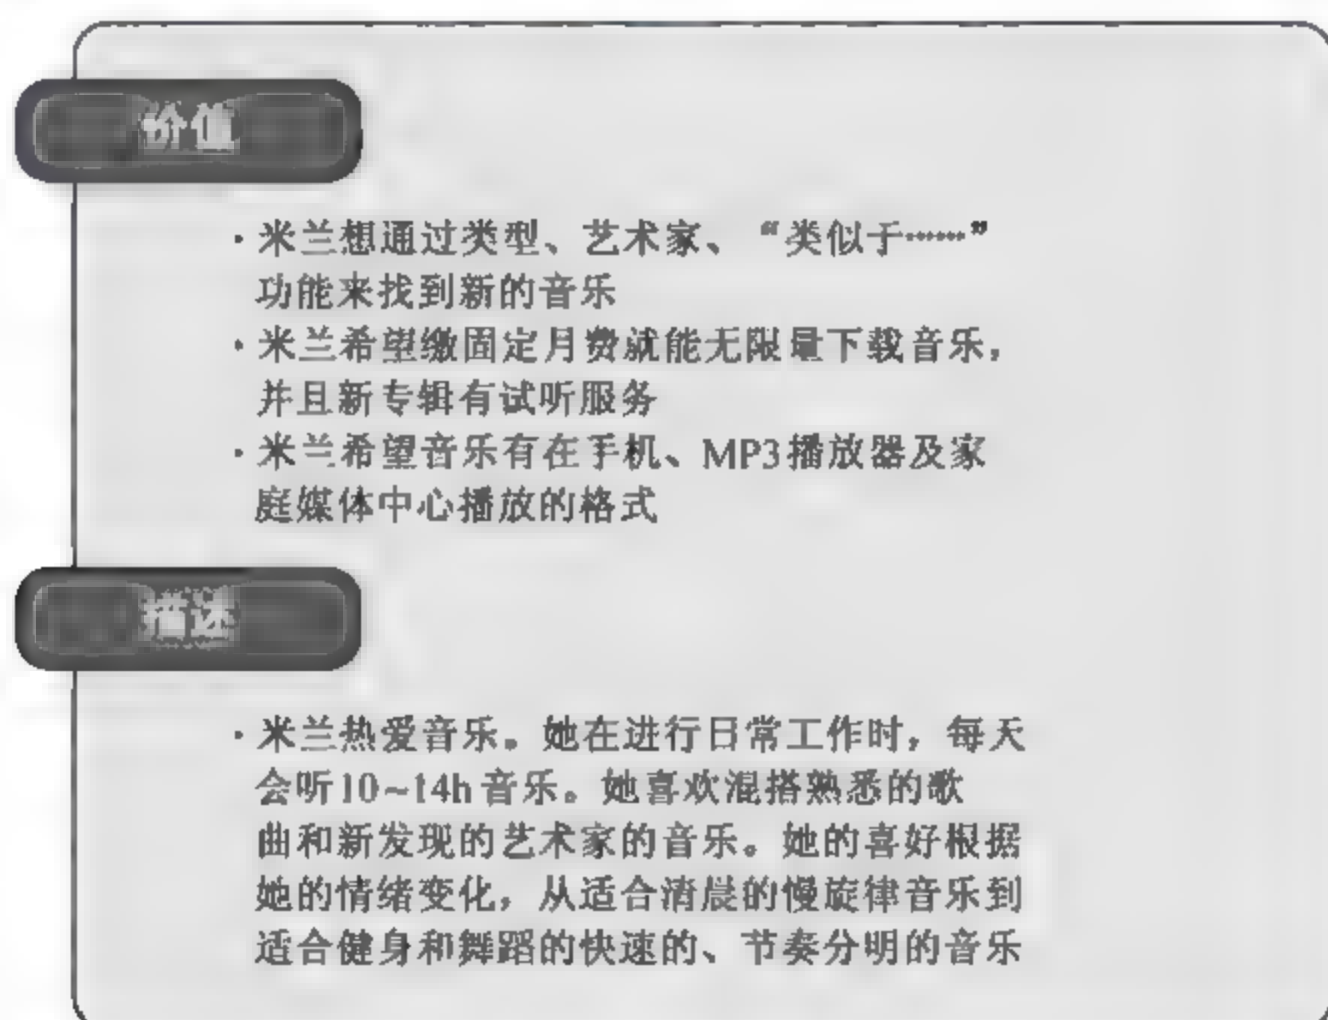 价值
· 米兰想通过类型、艺术家、“类似于……”
功能来找到新的音乐
· 米兰希望缴固定月费就能无限量下载音乐，
并且新专辑有试听服务
· 米兰希望音乐有在手机、MP3播放器及家
庭媒体中心播放的格式
描述
· 米兰热爱音乐。她在进行日常工作时，每天
会听10~14h音乐。她喜欢混搭熟悉的歌
曲和新发现的艺术家的音乐。她的喜好根据
她的情绪变化，从适合清晨的慢旋律音乐到
适合健身和舞蹈的快速的、节奏分明的音乐